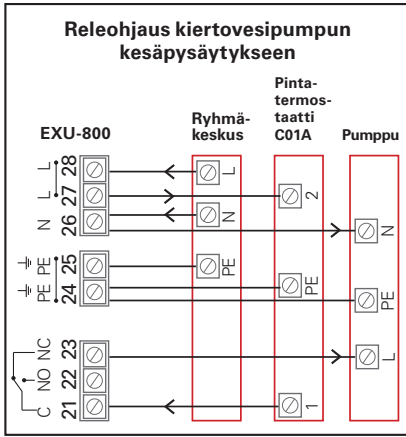 Releohjaus kiertovesipumpun
kesäpysäytykseen
EXU-800
Ryhmä-
keskus
Pinta-
termos-
taatti
C01A
Pumppu
L 28 L
L 27 2
N 26 N
N
PE 25 PE
PE 24 PE
PE
NC 23 L
NO 22
C 21 1